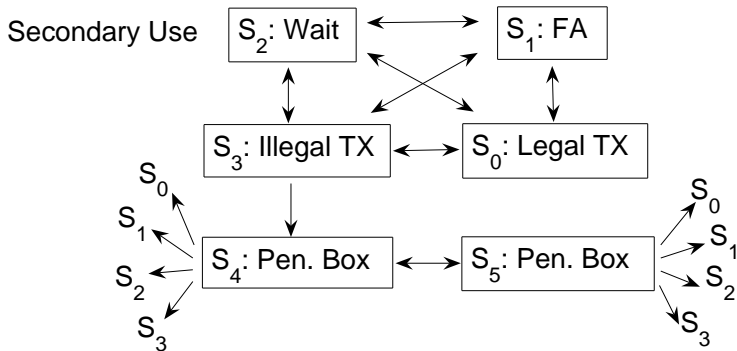 Secondary Use
S2: Wait
S1: FA
S3: Illegal TX
S0: Legal TX
S0
S1
S2
S3
S4: Pen. Box
S5: Pen. Box
S0
S1
S2
S3